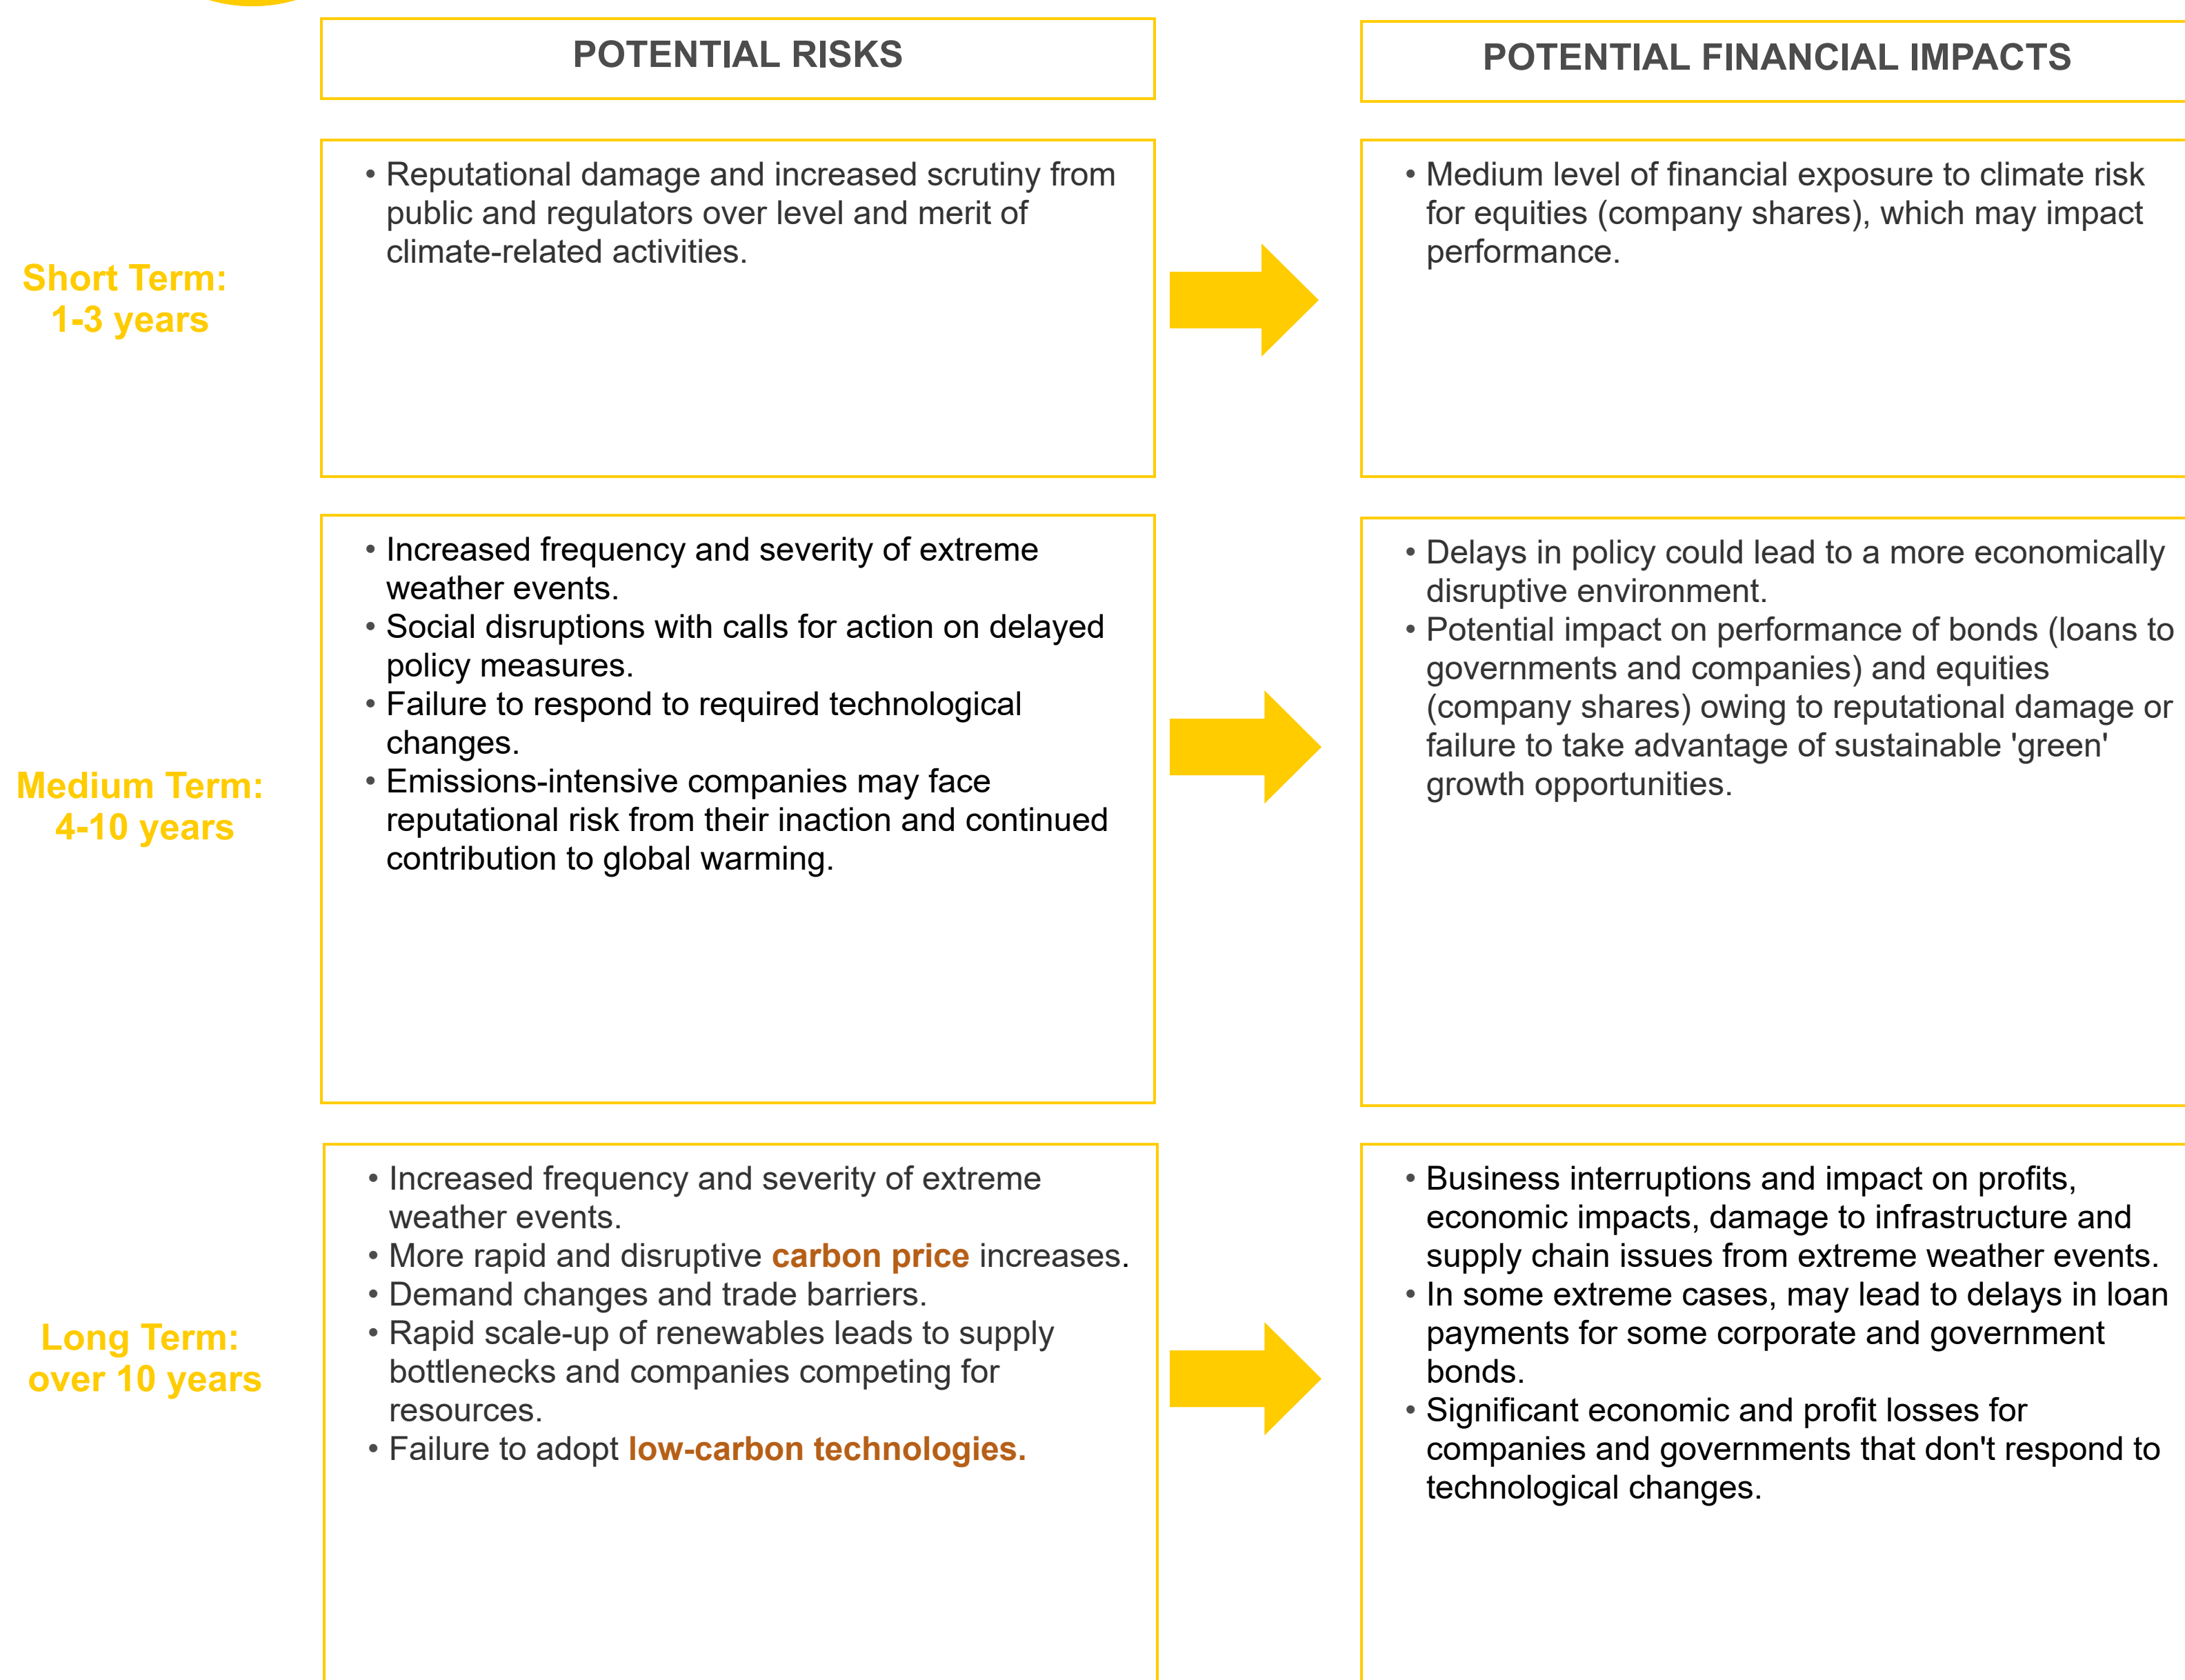 POTENTIAL RISKS
POTENTIAL FINANCIAL IMPACTS
Short Term:
1-3 years
• Reputational damage and increased scrutiny from
public and regulators over level and merit of
climate-related activities.
• Medium level of financial exposure to climate risk
for equities (company shares), which may impact
performance.
Medium Term:
4-10 years
• Increased frequency and severity of extreme
weather events.
• Social disruptions with calls for action on delayed
policy measures.
• Failure to respond to required technological
changes.
• Emissions-intensive companies may face
reputational risk from their inaction and continued
contribution to global warming.
• Delays in policy could lead to a more economically
disruptive environment.
• Potential impact on performance of bonds (loans to
governments and companies) and equities
(company shares) owing to reputational damage or
failure to take advantage of sustainable 'green'
growth opportunities.
Long Term:
over 10 years
• Increased frequency and severity of extreme
weather events.
• More rapid and disruptive carbon price increases.
• Demand changes and trade barriers.
• Rapid scale-up of renewables leads to supply
bottlenecks and companies competing for
resources.
• Failure to adopt low-carbon technologies.
• Business interruptions and impact on profits,
economic impacts, damage to infrastructure and
supply chain issues from extreme weather events.
• In some extreme cases, may lead to delays in loan
payments for some corporate and government
bonds.
• Significant economic and profit losses for
companies and governments that don't respond to
technological changes.